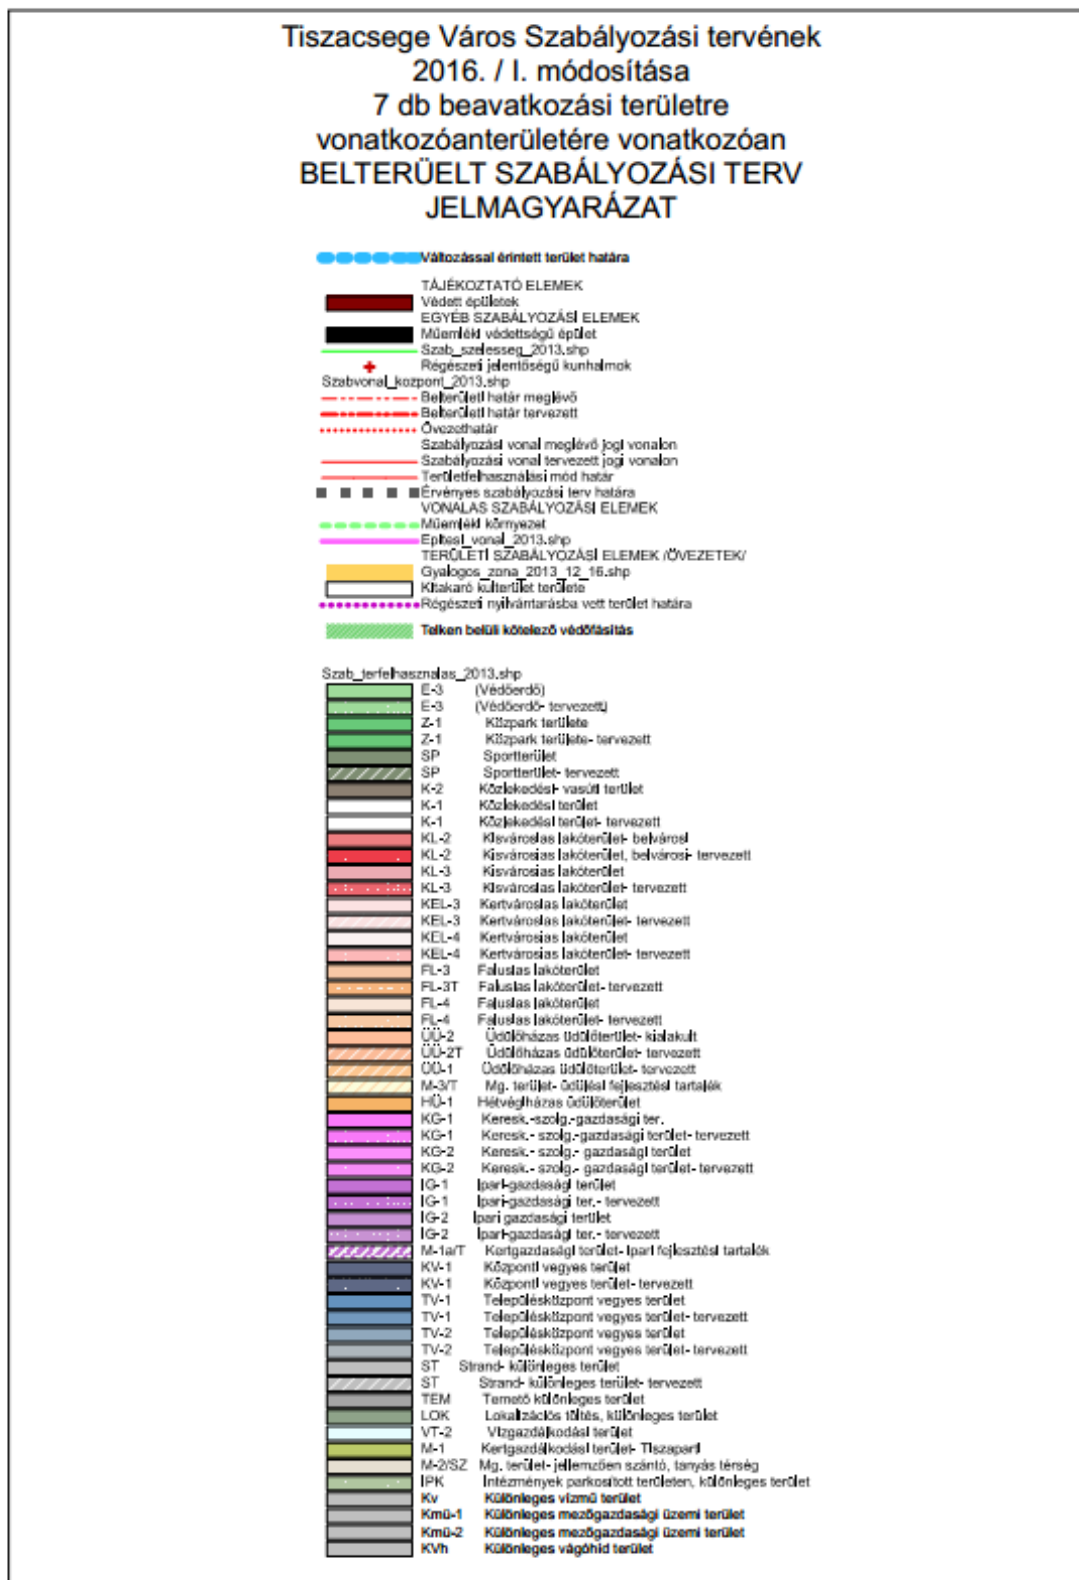 Tiszacsege Város Szabályozási tervének
2016. / I. módosítása
7 db beavatkozási területre
vonatkozóanterületére vonatkozóan
BELTERÜELT SZABÁLYOZÁSI TERV
JELMAGYARÁZAT
Változással érintett terület határa
TÁJÉKOZTATÓ ELEMEK
Védett épületek
EGYÉB SZABÁLYOZÁSI ELEMEK
Műemléki védettségű épület
Szab_szelesseg_2013.shp
Régészeti jelentőségű kunhalmok
Szabvonal_kozpont_2013.shp
Belterületi határ meglévő
Belterületi határ tervezett
Övezethatár
Szabályozási vonal meglévő jogi vonalon
Szabályozási vonal tervezett jogi vonalon
Területfelhasználási mód határ
Érvényes szabályozási terv határa
VONALAS SZABÁLYOZÁSI ELEMEK
Műemléki környezet
Epitesi_vonal_2013.shp
TERÜLETI SZABÁLYOZÁSI ELEMEK /ÖVEZETEK/
Gyalogos_zona_2013_12_16.shp
Kitakaró kulterület területe
Régészeti nyilvántarásba vett terület határa
Telken belüli kötelező védőfásítás
Szab_terfelhasznalas_2013.shp
E-3 (Védőerdő)
E-3 (Védőerdő- tervezett)
Z-1 Közpark területe
Z-1 Közpark területe- tervezett
SP Sportterület
SP Sportterület- tervezett
K-2 Közlekedési- vasúti terület
K-1 Közlekedési terület
K-1 Közlekedési terület- tervezett
KL-2 Kisvárosias lakóterület- belvárosi
KL-2 Kisvárosias lakóterület, belvárosi- tervezett
KL-3 Kisvárosias lakóterület
KL-3 Kisvárosias lakóterület- tervezett
KEL-3 Kertvárosias lakóterület
KEL-3 Kertvárosias lakóterület- tervezett
KEL-4 Kertvárosias lakóterület
KEL-4 Kertvárosias lakóterület- tervezett
FL-3 Falusias lakóterület
FL-3T Falusias lakóterület- tervezett
FL-4 Falusias lakóterület
FL-4 Falusias lakóterület- tervezett
ÜÜ-2 Üdülőházas üdülőterület- kialakult
ÜÜ-2T Üdülőházas üdülőterület- tervezett
ÜÜ-1 Üdülőházas üdülőterület- tervezett
M-3/T Mg. terület- üdülési fejlesztési tartalék
HÜ-1 Hétvégiházas üdülőterület
KG-1 Keresk.-szolg.-gazdasági ter.
KG-1 Keresk.- szolg.-gazdasági terület- tervezett
KG-2 Keresk.- szolg.- gazdasági terület
KG-2 Keresk.- szolg.- gazdasági terület- tervezett
IG-1 Ipari-gazdasági terület
IG-1 Ipari-gazdasági ter.- tervezett
IG-2 Ipari gazdasági terület
IG-2 Ipari-gazdasági ter.- tervezett
M-1a/T Kertgazdasági terület- Ipari fejlesztési tartalék
KV-1 Központi vegyes terület
KV-1 Központi vegyes terület- tervezett
TV-1 Településközpont vegyes terület
TV-1 Településközpont vegyes terület- tervezett
TV-2 Településközpont vegyes terület
TV-2 Településközpont vegyes terület- tervezett
ST Strand- különleges terület
ST Strand- különleges terület- tervezett
TEM Temető különleges terület
LOK Lokalizációs töltés, különleges terület
VT-2 Vízgazdálkodási terület
M-1 Kertgazdálkodási terület- Tiszaparti
M-2/SZ Mg. terület- jellemzően szántó, tanyás térség
IPK Intézmények parkosított területen, különleges terület
Kv Különleges vízmű terület
Kmü-1 Különleges mezőgazdasági üzemi terület
Kmü-2 Különleges mezőgazdasági üzemi terület
KVh Különleges vágóhíd terület